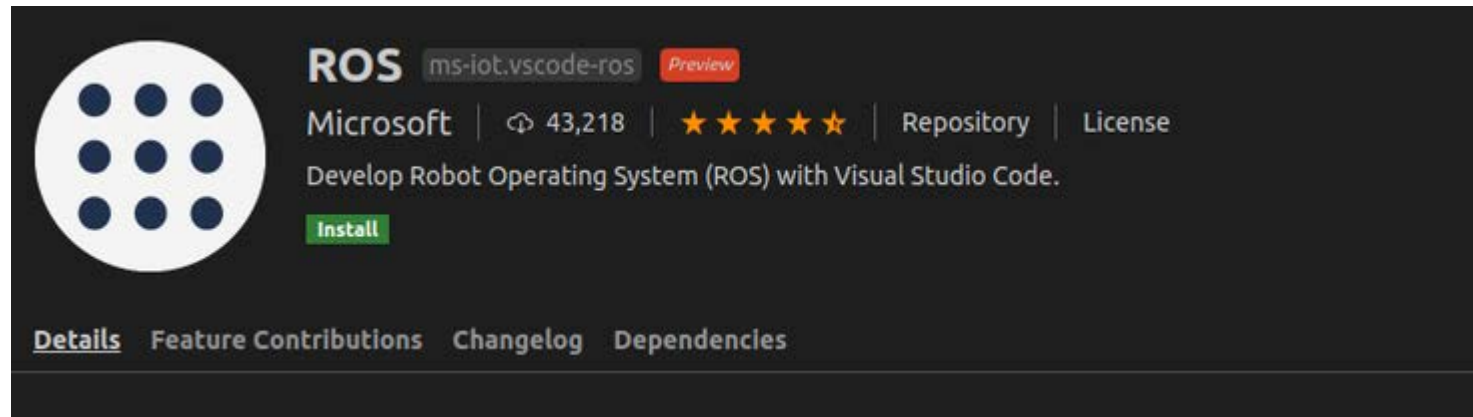 ROS ms-iot.vscode-ros Preview
Microsoft 43,218 Repository License
Develop Robot Operating System (ROS) with Visual Studio Code.
Install
Details Feature Contributions Changelog Dependencies